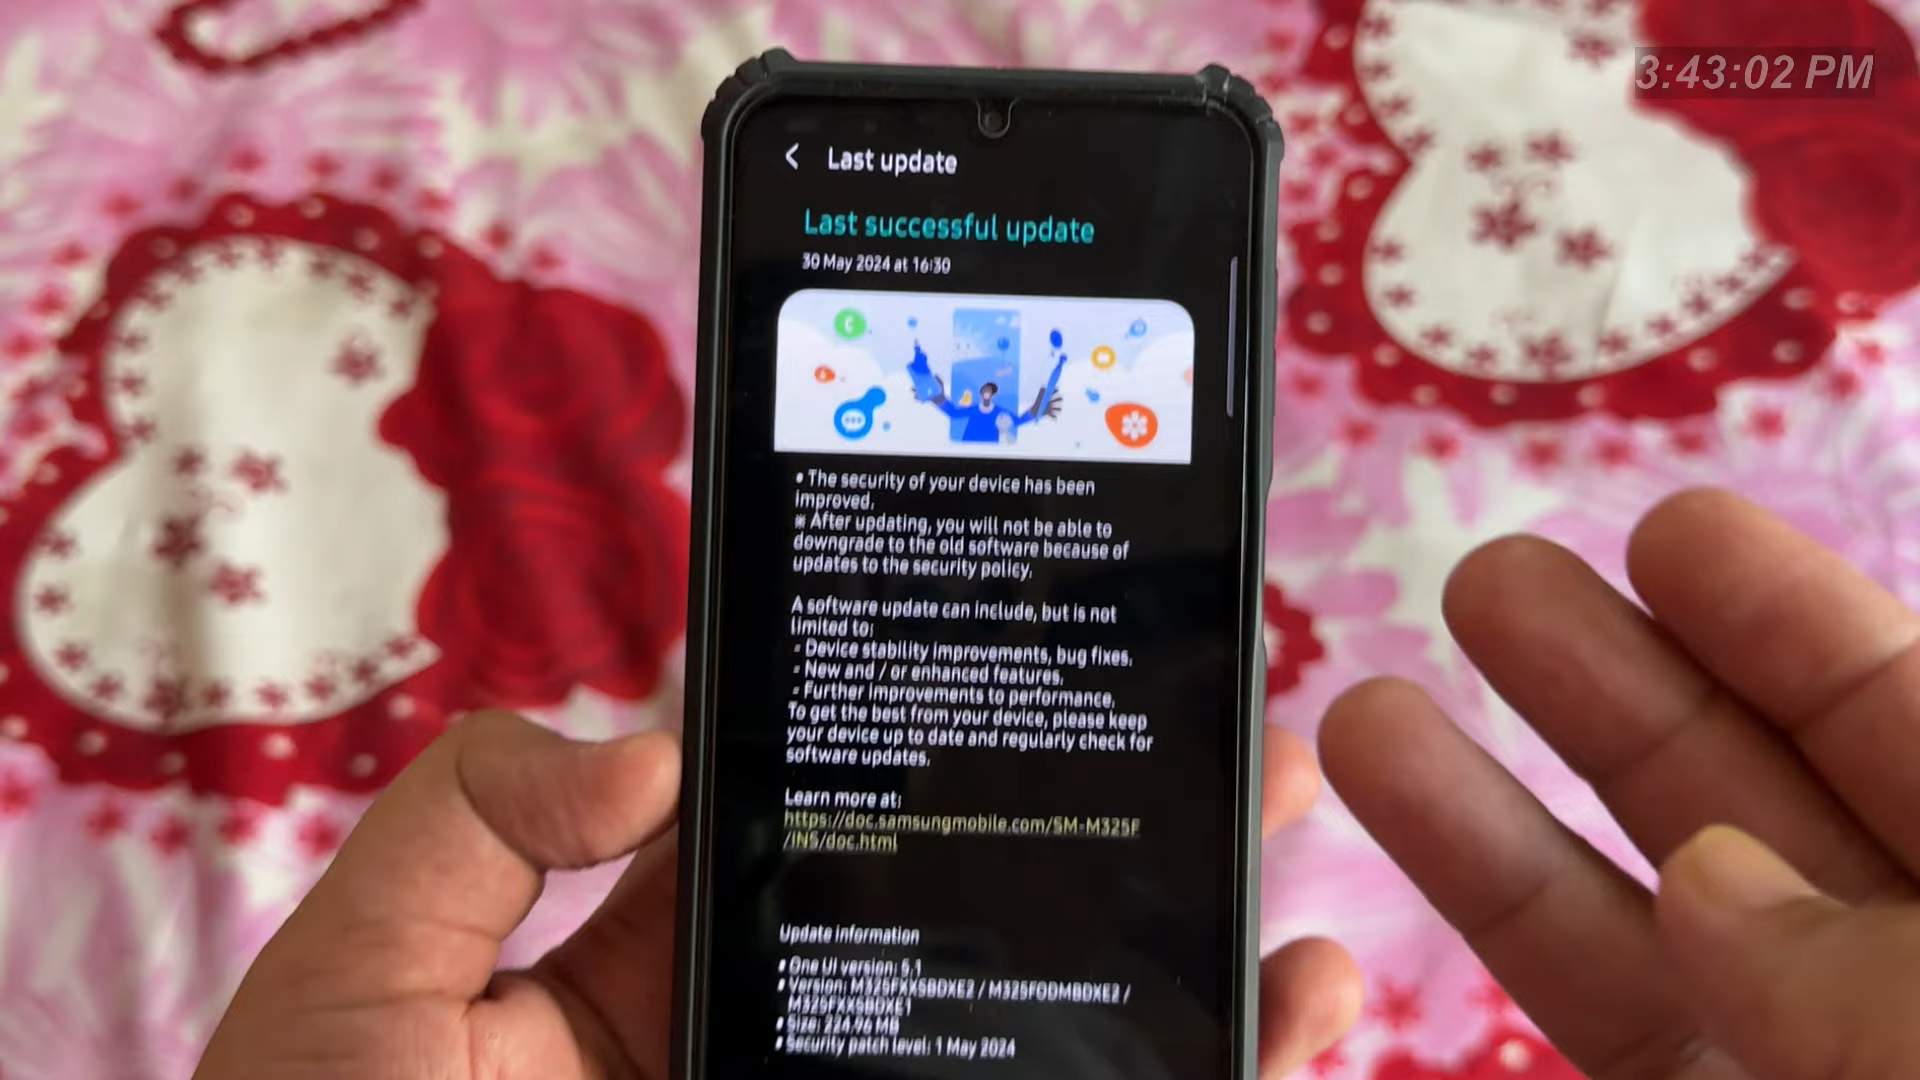 3:43:02 PM
Last update
Last successful update
30 May 2024 at 16:30
• The security of your device has been
improved.
※ After updating, you will not be able to
downgrade to the old software because of
updates to the security policy.
A software update can include, but is not
limited to:
- Device stability improvements, bug fixes.
- New and / or enhanced features.
- Further improvements to performance.
To get the best from your device, please keep
your device up to date and regularly check for
software updates.
Learn more at:
https://doc.samsungmobile.com/SM-M325F
/INS/doc.html
Update information
• One UI version: 5.1
• Version: M325FXXSBDXE2 / M325FODMBDXE2 /
M325FXXSBDXE1
• Size: 224.96 MB
• Security patch level: 1 May 2024